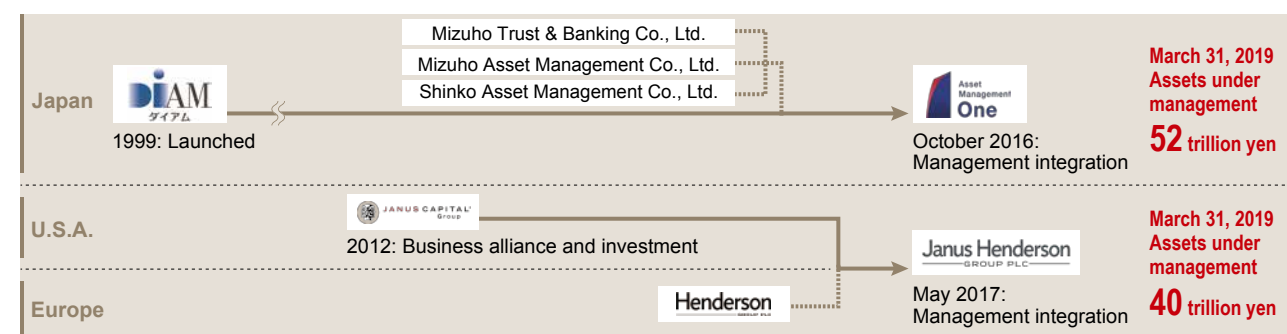 Japan
DIAM
ダイアム
1999: Launched
Mizuho Trust & Banking Co., Ltd.
Mizuho Asset Management Co., Ltd.
Shinko Asset Management Co., Ltd.
Asset
Management
One
October 2016:
Management integration
March 31, 2019
Assets under
management
52 trillion yen
U.S.A.
JANUS CAPITAL
Group
2012: Business alliance and investment
Europe
Henderson
GROUP PLC
Janus Henderson
GROUP PLC
May 2017:
Management integration
March 31, 2019
Assets under
management
40 trillion yen